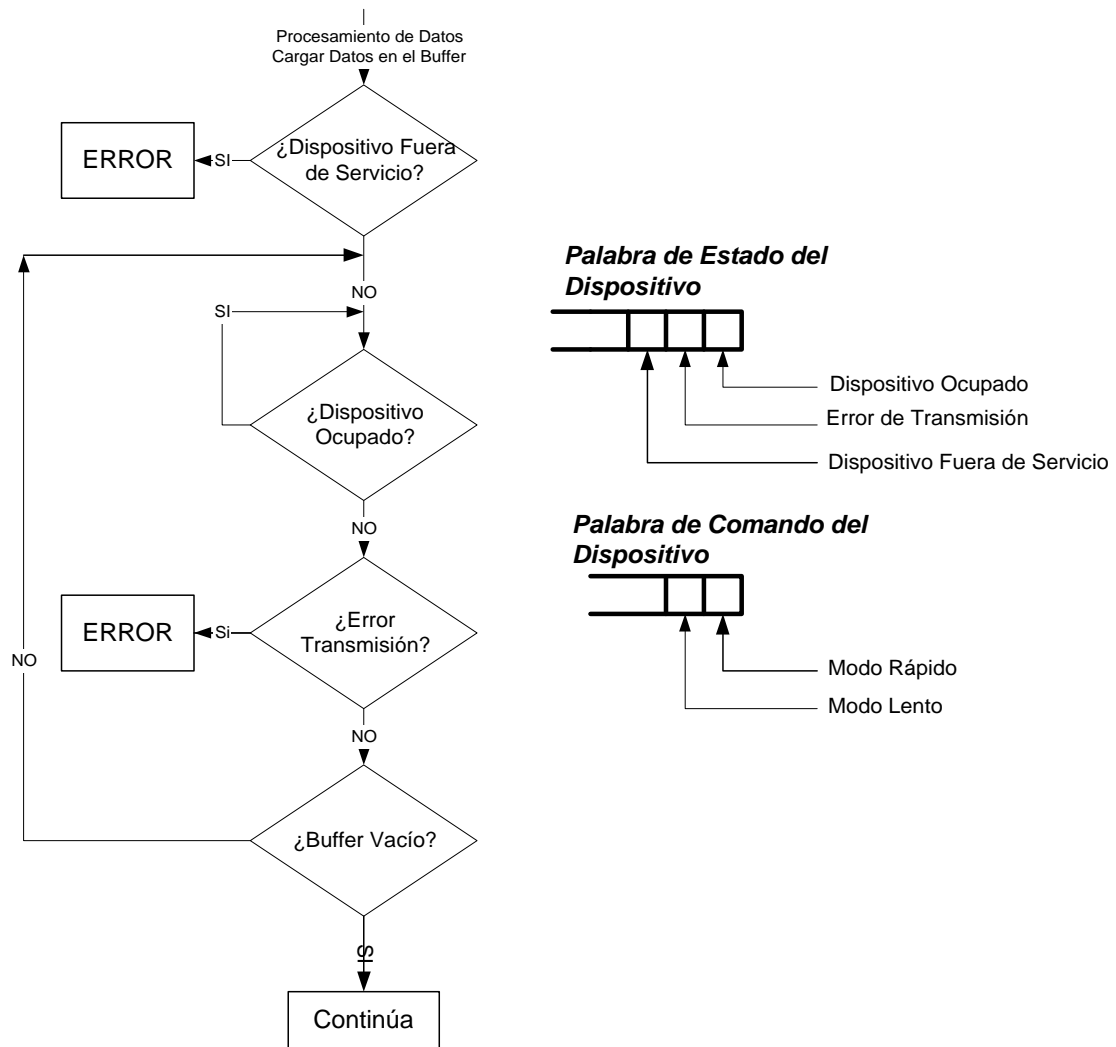 Procesamiento de Datos
Cargar Datos en el Buffer
¿Dispositivo Fuera
de Servicio?
SI
ERROR
NO
SI
¿Dispositivo
Ocupado?
NO
¿Error
Transmisión?
Si
ERROR
NO
NO
¿Buffer Vacío?
SI
Continúa
Palabra de Estado del
Dispositivo
Dispositivo Ocupado
Error de Transmisión
Dispositivo Fuera de Servicio
Palabra de Comando del
Dispositivo
Modo Rápido
Modo Lento